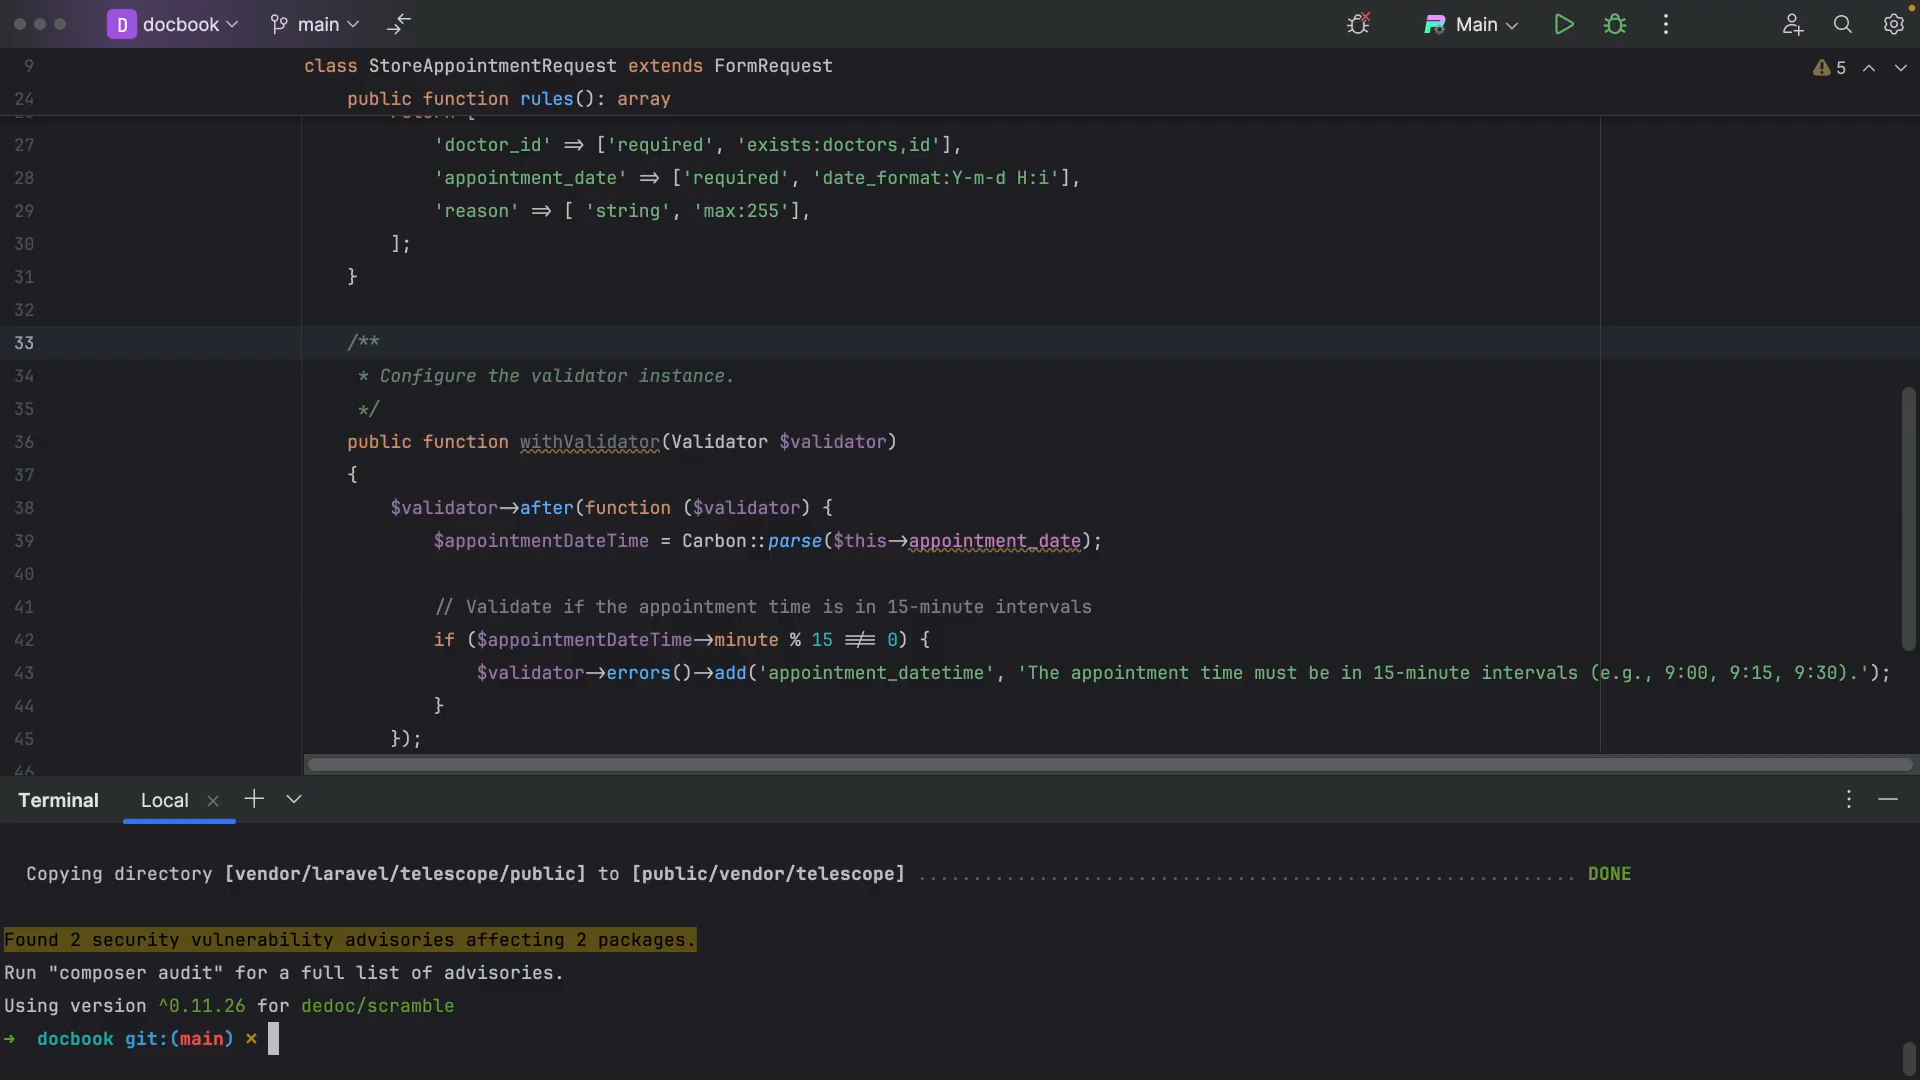 D docbook main Main
9 class StoreAppointmentRequest extends FormRequest 5
24 public function rules(): array
return [
27 'doctor_id' => ['required', 'exists:doctors,id'],
28 'appointment_date' => ['required', 'date_format:Y-m-d H:i'],
29 'reason' => [ 'string', 'max:255'],
30 ];
31 }
32
33 /**
34 * Configure the validator instance.
35 */
36 public function withValidator(Validator $validator)
37 {
38 $validator->after(function ($validator) {
39 $appointmentDateTime = Carbon::parse($this->appointment_date);
40
41 // Validate if the appointment time is in 15-minute intervals
42 if ($appointmentDateTime->minute % 15 !== 0) {
43 $validator->errors()->add('appointment_datetime', 'The appointment time must be in 15-minute intervals (e.g., 9:00, 9:15, 9:30).');
44 }
45 });
46
Terminal Local
Copying directory [vendor/laravel/telescope/public] to [public/vendor/telescope] ............................................................ DONE
Found 2 security vulnerability advisories affecting 2 packages.
Run "composer audit" for a full list of advisories.
Using version ^0.11.26 for dedoc/scramble
→ docbook git:(main) ×